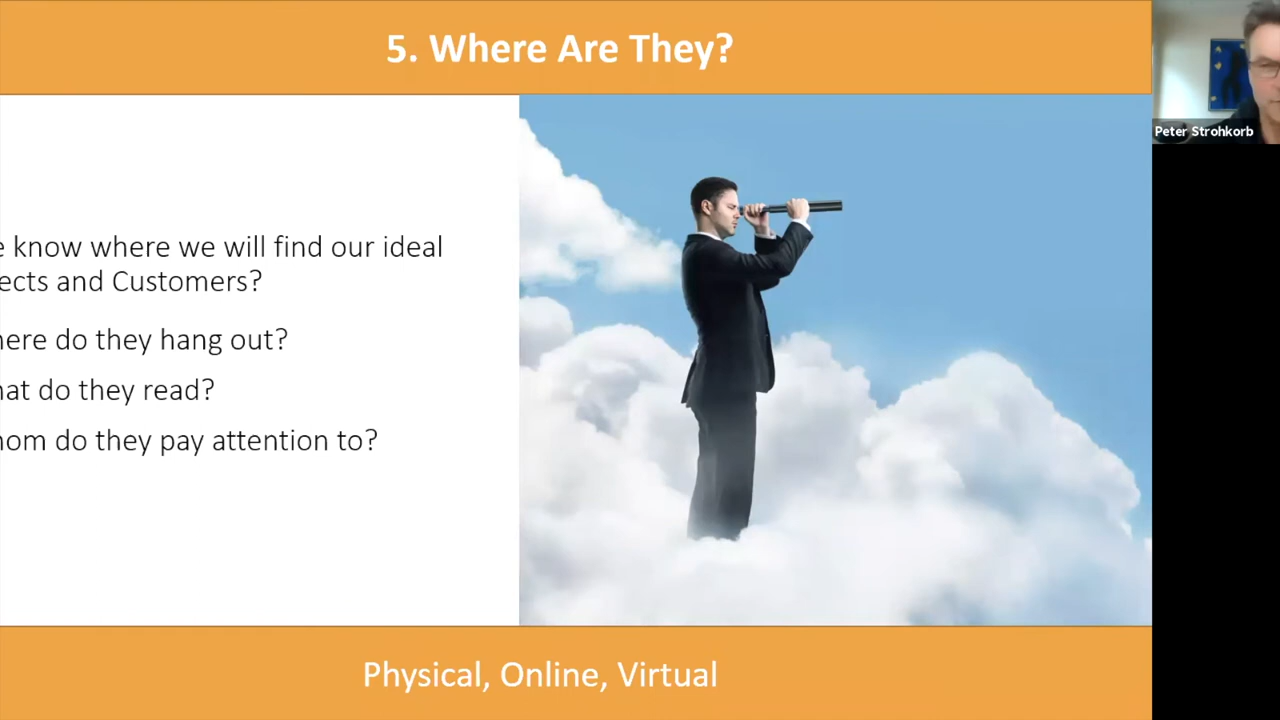 5. Where Are They?
Peter Strohkorb
e know where we will find our ideal
ects and Customers?
here do they hang out?
hat do they read?
hom do they pay attention to?
Physical, Online, Virtual